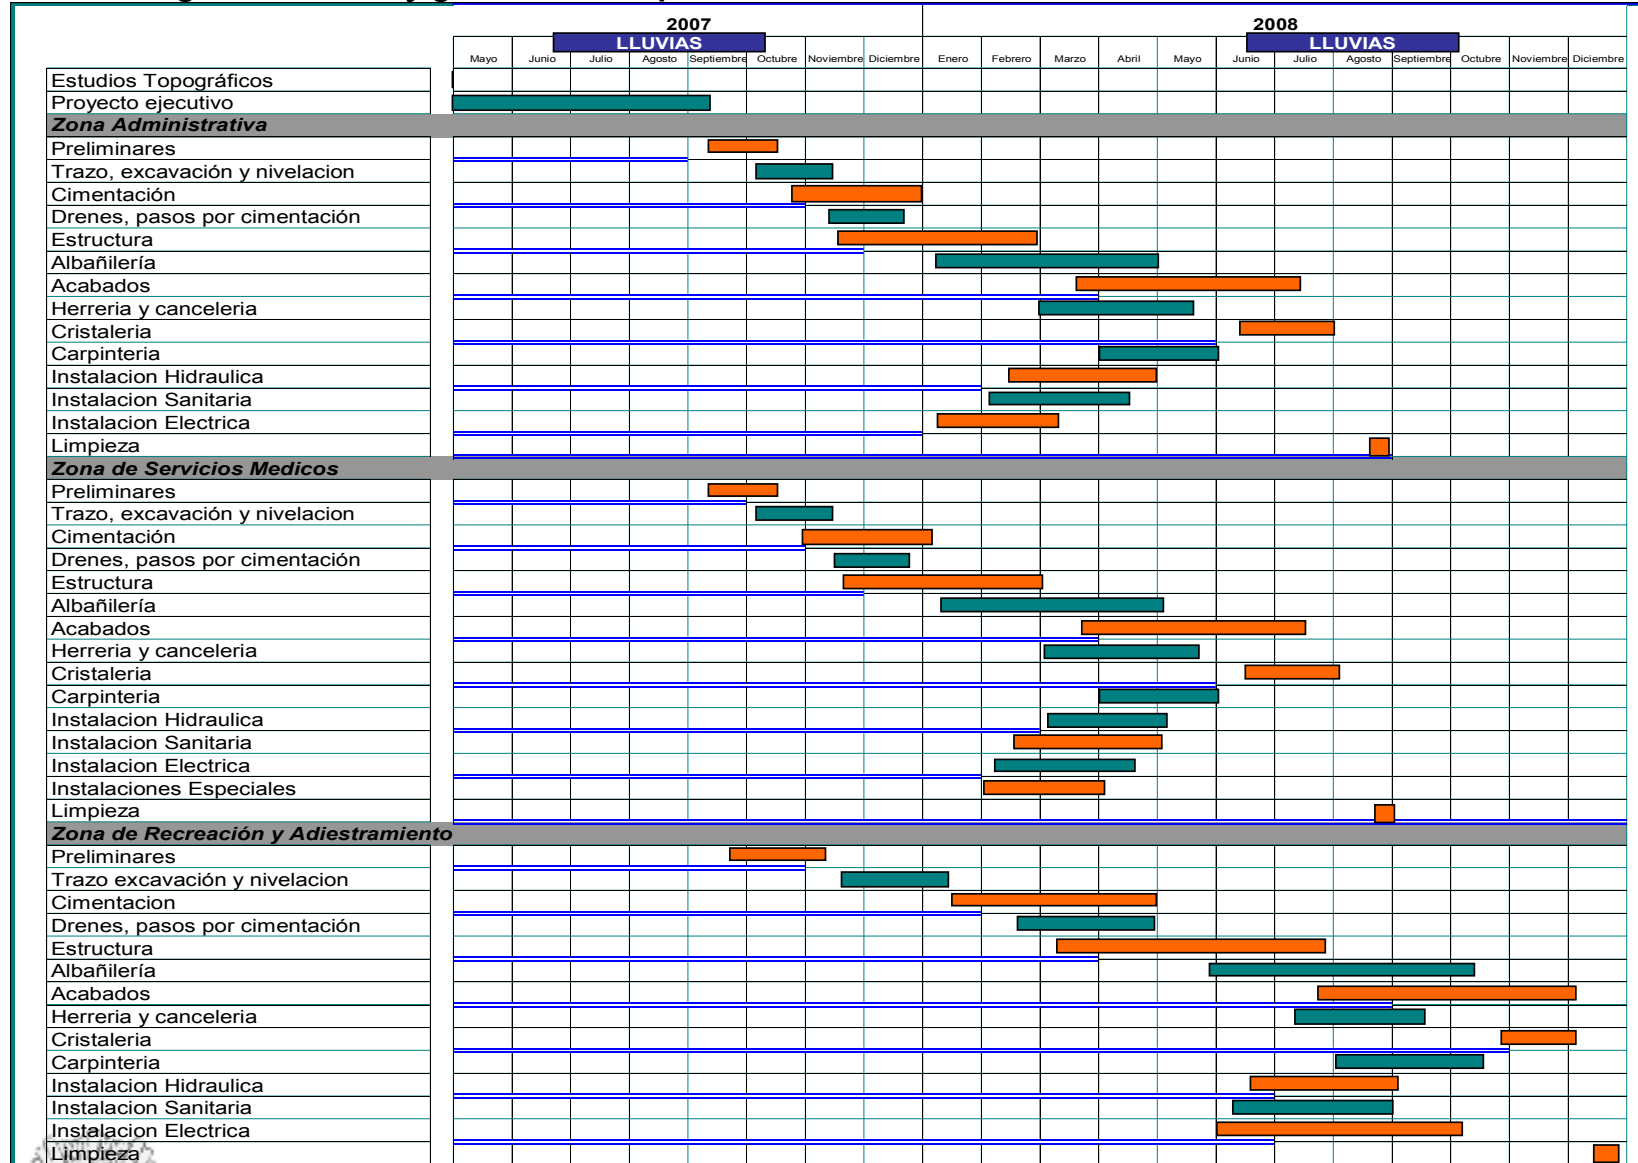 2007 2008
LLUVIAS LLUVIAS
Mayo Junio Julio Agosto Septiembre Octubre Noviembre Diciembre Enero Febrero Marzo Abril Mayo Junio Julio Agosto Septiembre Octubre Noviembre Diciembre
Estudios Topográficos
Proyecto ejecutivo
Zona Administrativa
Preliminares
Trazo, excavación y nivelacion
Cimentación
Drenes, pasos por cimentación
Estructura
Albañilería
Acabados
Herreria y canceleria
Cristaleria
Carpinteria
Instalacion Hidraulica
Instalacion Sanitaria
Instalacion Electrica
Limpieza
Zona de Servicios Medicos
Preliminares
Trazo, excavación y nivelacion
Cimentación
Drenes, pasos por cimentación
Estructura
Albañilería
Acabados
Herreria y canceleria
Cristaleria
Carpinteria
Instalacion Hidraulica
Instalacion Sanitaria
Instalacion Electrica
Instalaciones Especiales
Limpieza
Zona de Recreación y Adiestramiento
Preliminares
Trazo excavación y nivelacion
Cimentacion
Drenes, pasos por cimentación
Estructura
Albañilería
Acabados
Herreria y canceleria
Cristaleria
Carpinteria
Instalacion Hidraulica
Instalacion Sanitaria
Instalacion Electrica
Limpieza